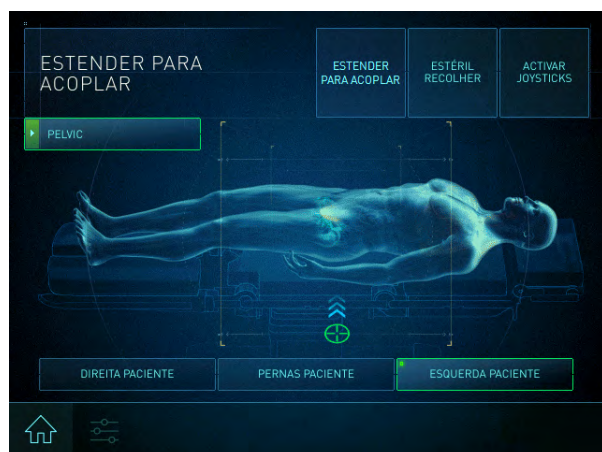 ESTENDER PARA
ACOPLAR
ESTENDER
PARA ACOPLAR
ESTÉRIL
RECOLHER
ACTIVAR
JOYSTICKS
PELVIC
DIREITA PACIENTE
PERNAS PACIENTE
ESQUERDA PACIENTE